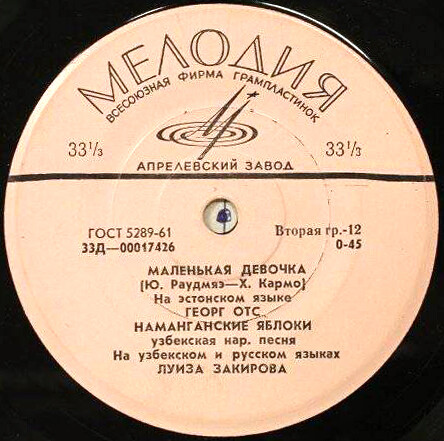 МЕЛОДИЯ
ВСЕСОЮЗНАЯ ФИРМА ГРАМПЛАСТИНОК
33⅓ 33⅓
АПРЕЛЕВСКИЙ ЗАВОД
ГОСТ 5289-61 Вторая гр.-12
33Д—00017426 0-45
МАЛЕНЬКАЯ ДЕВОЧКА
(Ю. Раудмяэ—Х. Кармо)
На эстонском языке
ГЕОРГ ОТС
НАМАНГАНСКИЕ ЯБЛОКИ
узбекская нар. песня
На узбекском и русском языках
ЛУИЗА ЗАКИРОВА